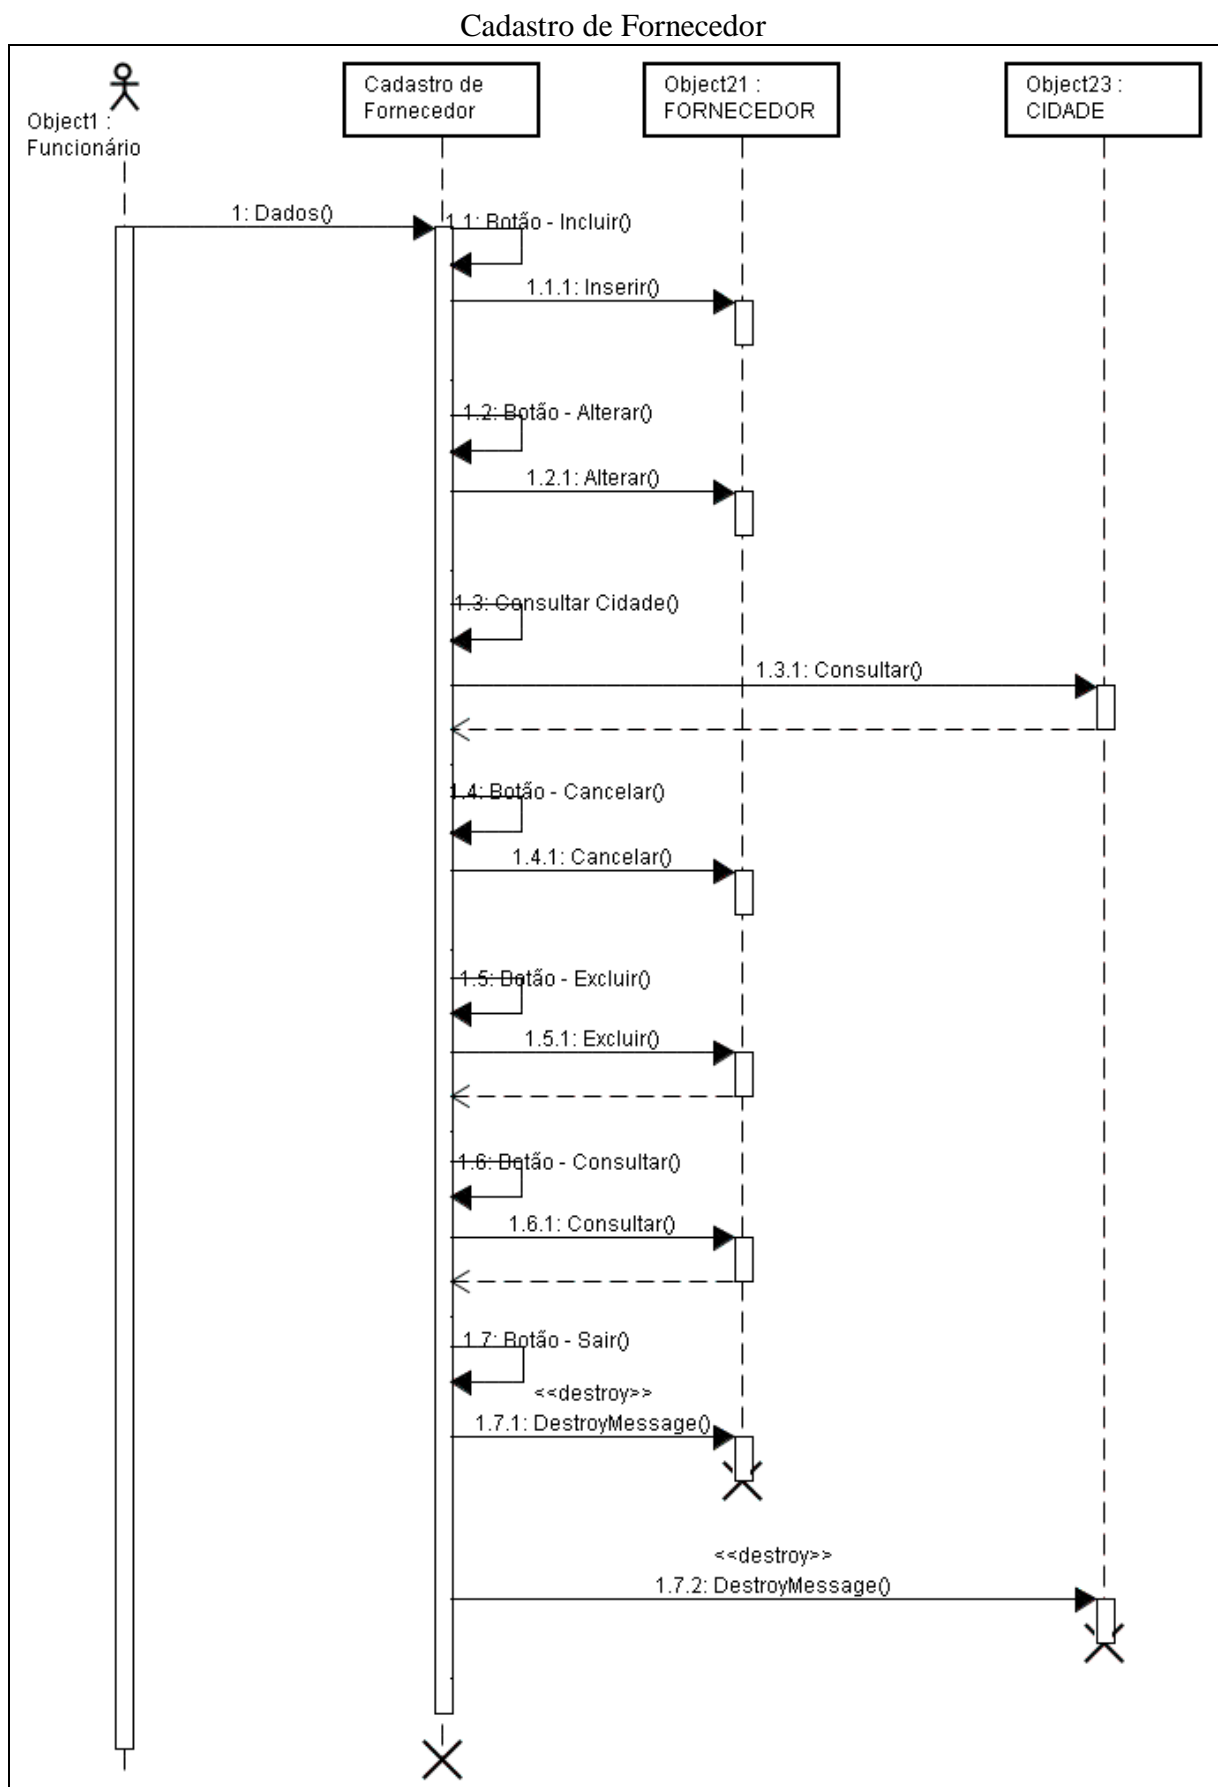 Cadastro de Fornecedor
Object1 :
Funcionário
Cadastro de
Fornecedor
Object21 :
FORNECEDOR
Object23 :
CIDADE
1: Dados()
1.1: Botão - Incluir()
1.1.1: Inserir()
1.2: Botão - Alterar()
1.2.1: Alterar()
1.3: Consultar Cidade()
1.3.1: Consultar()
1.4: Botão - Cancelar()
1.4.1: Cancelar()
1.5: Botão - Excluir()
1.5.1: Excluir()
1.6: Botão - Consultar()
1.6.1: Consultar()
1.7: Botão - Sair()
<<destroy>>
1.7.1: DestroyMessage()
<<destroy>>
1.7.2: DestroyMessage()